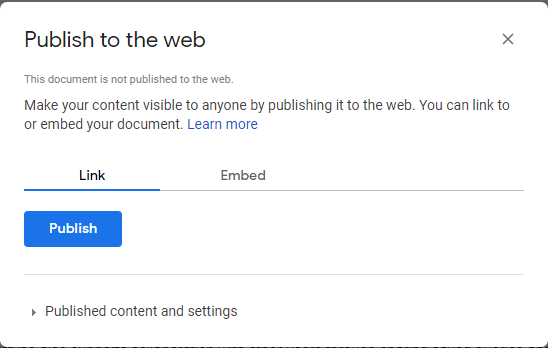 Publish to the web
This document is not published to the web.
Make your content visible to anyone by publishing it to the web. You can link to
or embed your document. Learn more
Link Embed
Publish
Published content and settings